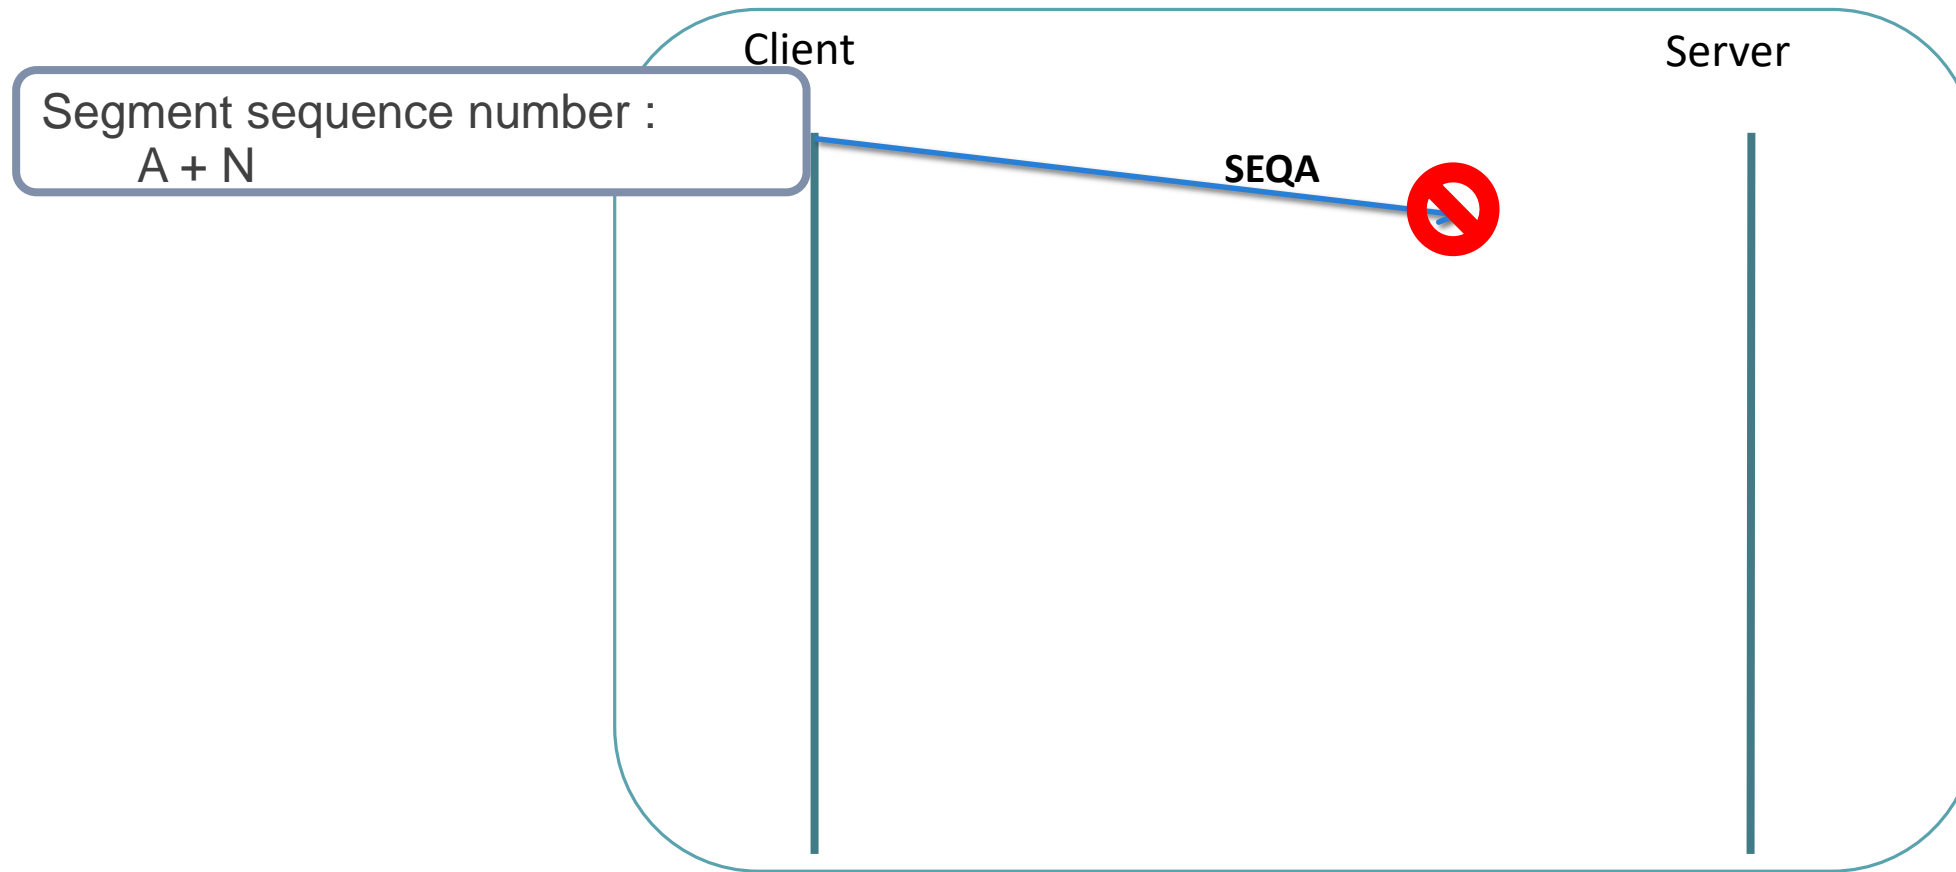 Client
Server
Segment sequence number :
A + N
SEQA